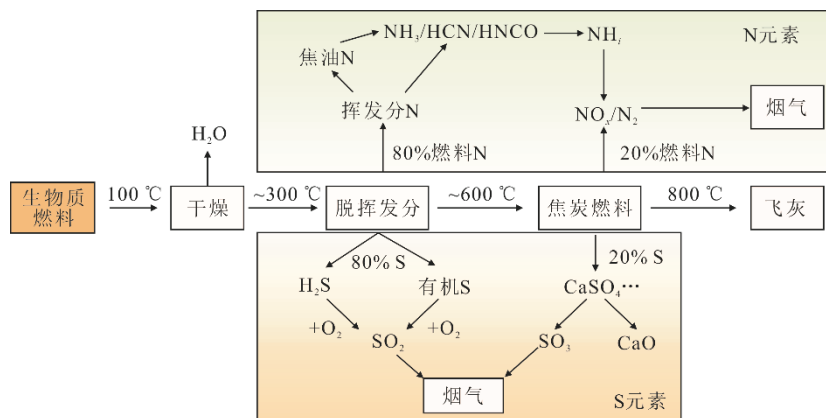 NH₃/HCN/HNCO
NHᵢ
N元素
焦油N
挥发分N
NOₓ/N₂
烟气
H₂O
80%燃料N
20%燃料N
生物质
燃料
100 ℃
干燥
~300℃
脱挥发分
~600℃
焦炭燃料
800℃
飞灰
80% S
20% S
H₂S
有机S
CaSO₄…
+O₂
SO₂
+O₂
SO₃
CaO
烟气
S元素